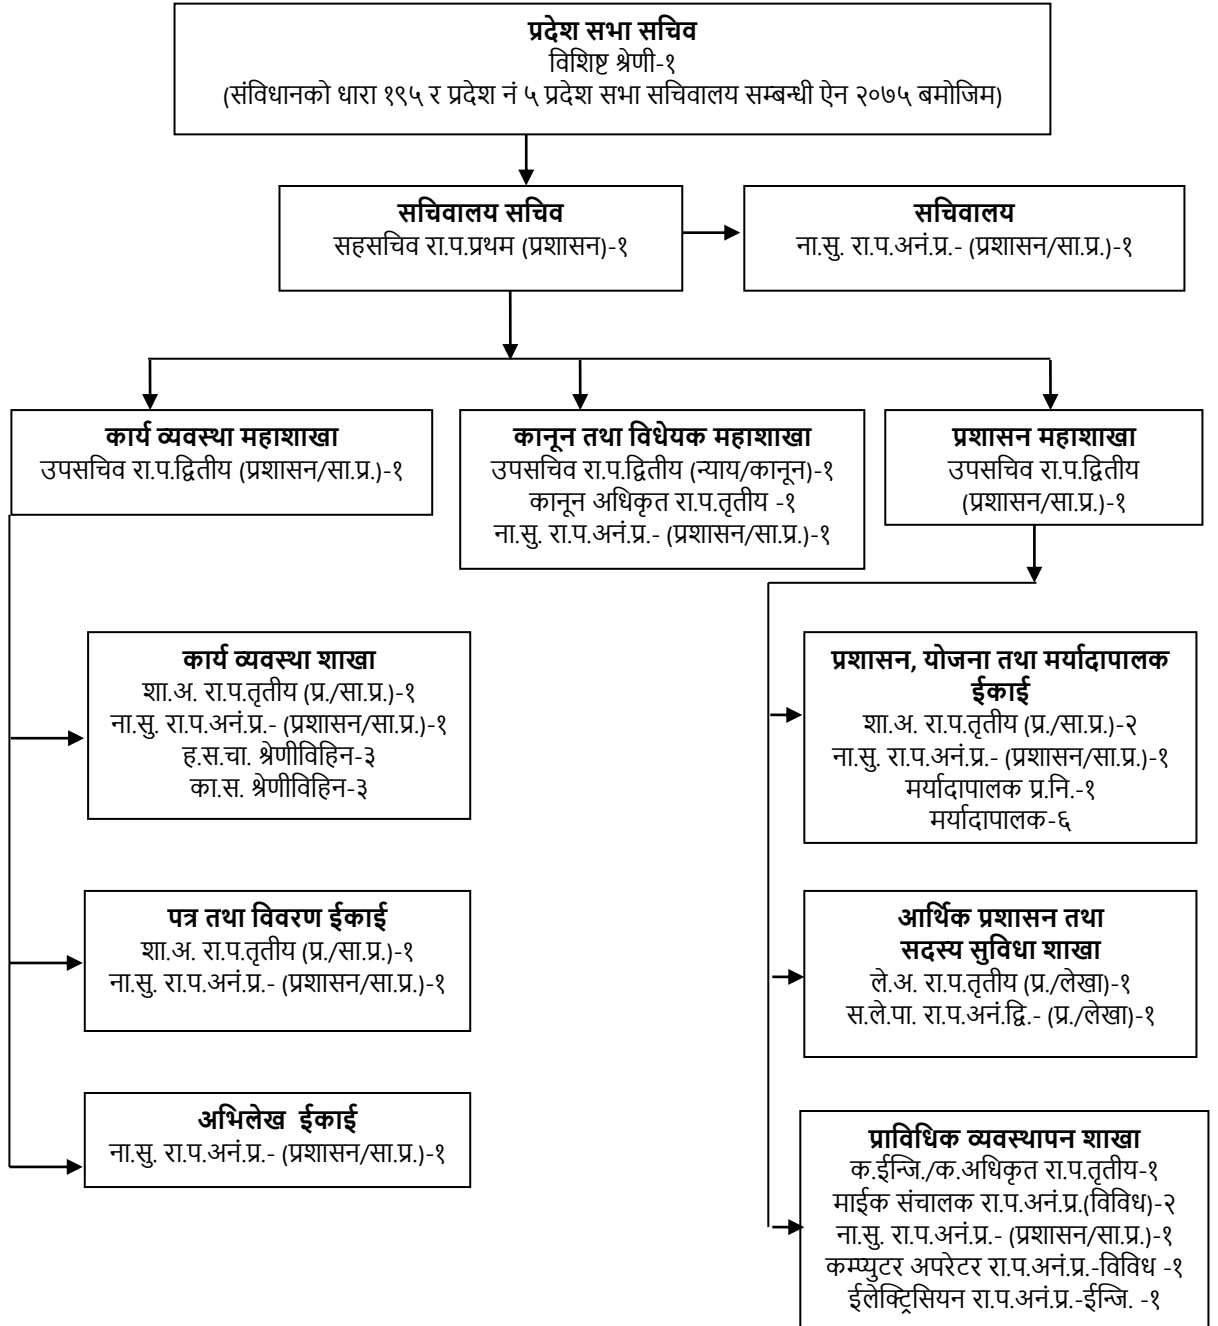 प्रदेश सभा सचिव
विशिष्ट श्रेणी-१
(संविधानको धारा १९५ र प्रदेश नं ५ प्रदेश सभा सचिवालय सम्बन्धी ऐन २०७५ बमोजिम)
सचिवालय सचिव
सहसचिव रा.प.प्रथम (प्रशासन)-१
सचिवालय
ना.सु. रा.प.अनं.प्र.- (प्रशासन/सा.प्र.)-१
कार्य व्यवस्था महाशाखा
उपसचिव रा.प.द्वितीय (प्रशासन/सा.प्र.)-१
कानून तथा विधेयक महाशाखा
उपसचिव रा.प.द्वितीय (न्याय/कानून)-१
कानून अधिकृत रा.प.तृतीय -१
ना.सु. रा.प.अनं.प्र.- (प्रशासन/सा.प्र.)-१
प्रशासन महाशाखा
उपसचिव रा.प.द्वितीय
(प्रशासन/सा.प्र.)-१
कार्य व्यवस्था शाखा
शा.अ. रा.प.तृतीय (प्र./सा.प्र.)-१
ना.सु. रा.प.अनं.प्र.- (प्रशासन/सा.प्र.)-१
ह.स.चा. श्रेणीविहिन-३
का.स. श्रेणीविहिन-३
पत्र तथा विवरण ईकाई
शा.अ. रा.प.तृतीय (प्र./सा.प्र.)-१
ना.सु. रा.प.अनं.प्र.- (प्रशासन/सा.प्र.)-१
अभिलेख ईकाई
ना.सु. रा.प.अनं.प्र.- (प्रशासन/सा.प्र.)-१
प्रशासन, योजना तथा मर्यादापालक
ईकाई
शा.अ. रा.प.तृतीय (प्र./सा.प्र.)-२
ना.सु. रा.प.अनं.प्र.- (प्रशासन/सा.प्र.)-१
मर्यादापालक प्र.नि.-१
मर्यादापालक-६
आर्थिक प्रशासन तथा
सदस्य सुविधा शाखा
ले.अ. रा.प.तृतीय (प्र./लेखा)-१
स.ले.पा. रा.प.अनं.द्वि.- (प्र./लेखा)-१
प्राविधिक व्यवस्थापन शाखा
क.ईन्जि./क.अधिकृत रा.प.तृतीय-१
माईक संचालक रा.प.अनं.प्र.(विविध)-२
ना.सु. रा.प.अनं.प्र.- (प्रशासन/सा.प्र.)-१
कम्प्युटर अपरेटर रा.प.अनं.प्र.-विविध -१
ईलेक्ट्रिसियन रा.प.अनं.प्र.-ईन्जि. -१